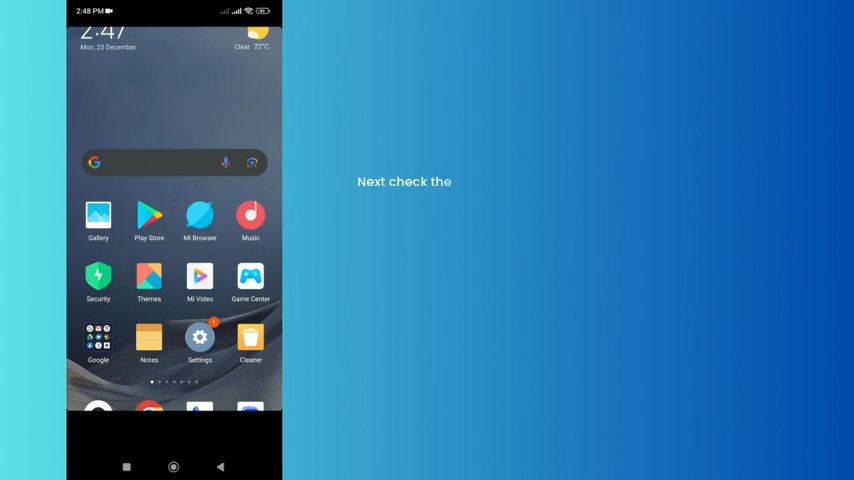 2:48 PM
2:47
Mon, 25 December
Clear 22°C
Gallery
Play Store
Mi Browser
Music
Security
Themes
Mi Video
Game Center
1
Google
Notes
Settings
Cleaner
Next check the